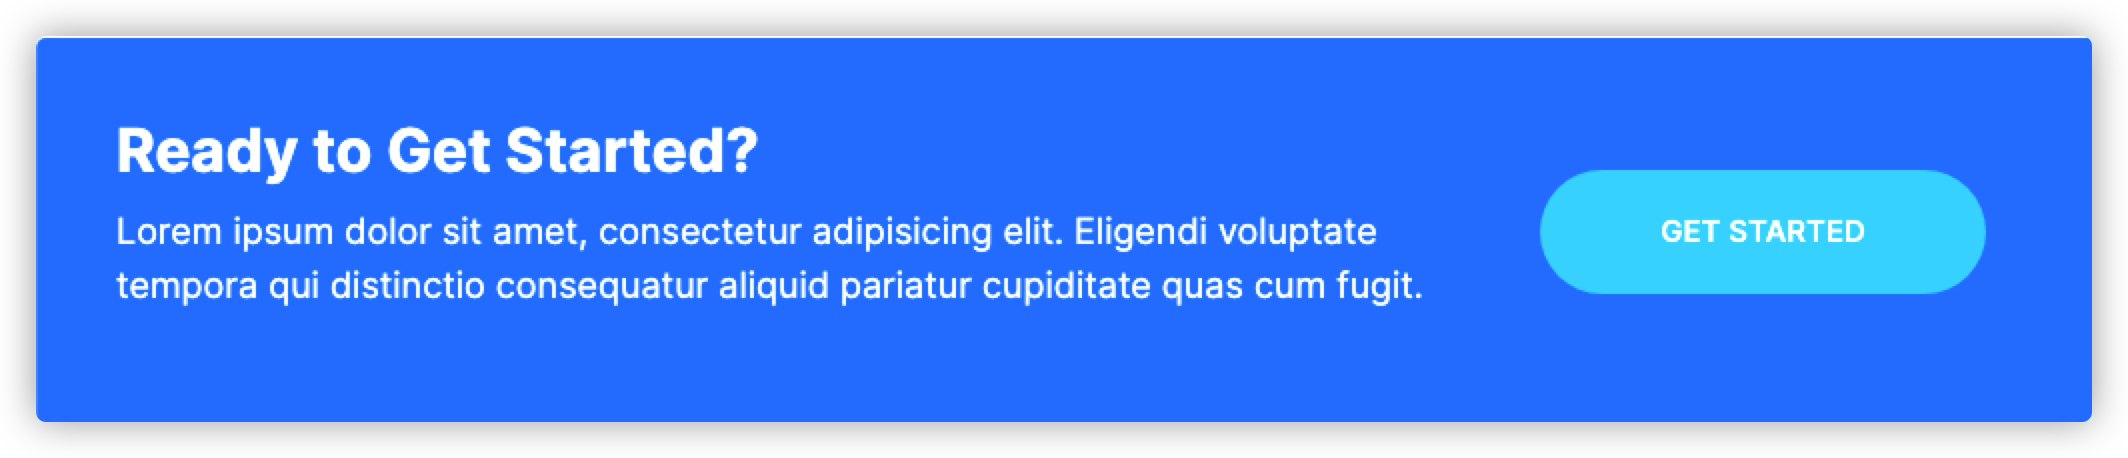 Ready to Get Started?
Lorem ipsum dolor sit amet, consectetur adipisicing elit. Eligendi voluptate
tempora qui distinctio consequatur aliquid pariatur cupiditate quas cum fugit.
GET STARTED